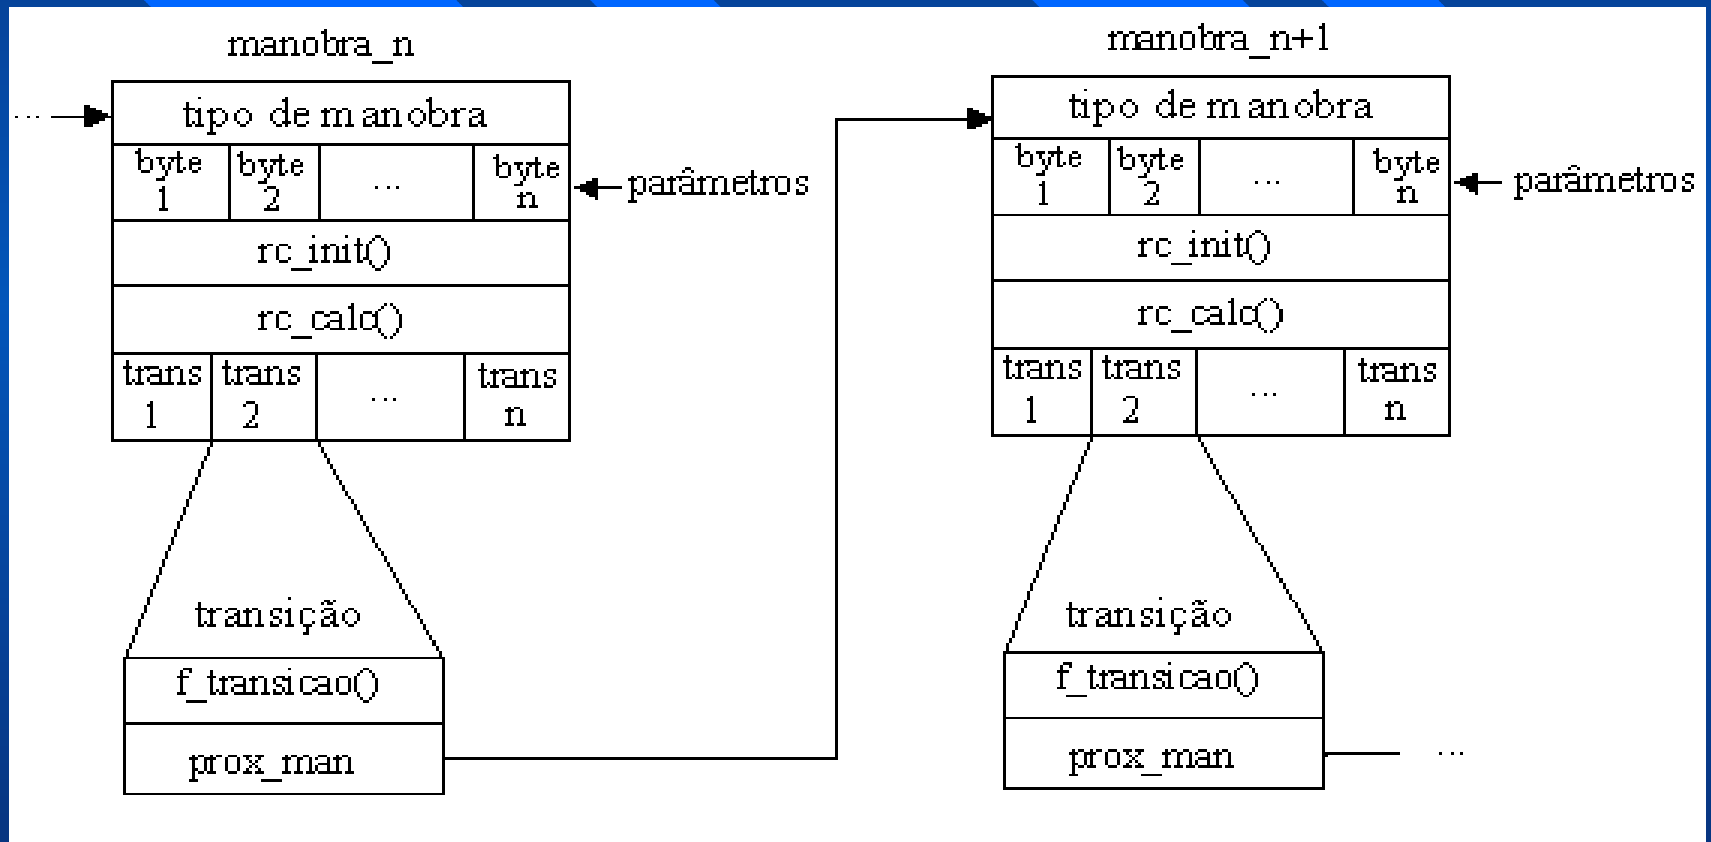 manobra_n
... tipo de manobra
byte 1 byte 2 ... byte n parâmetros
rc_init()
rc_calc()
trans 1 trans 2 ... trans n
transição
f_transicao()
prox_man
manobra_n+1
tipo de manobra
byte 1 byte 2 ... byte n parâmetros
rc_init()
rc_calc()
trans 1 trans 2 ... trans n
transição
f_transicao()
prox_man ...